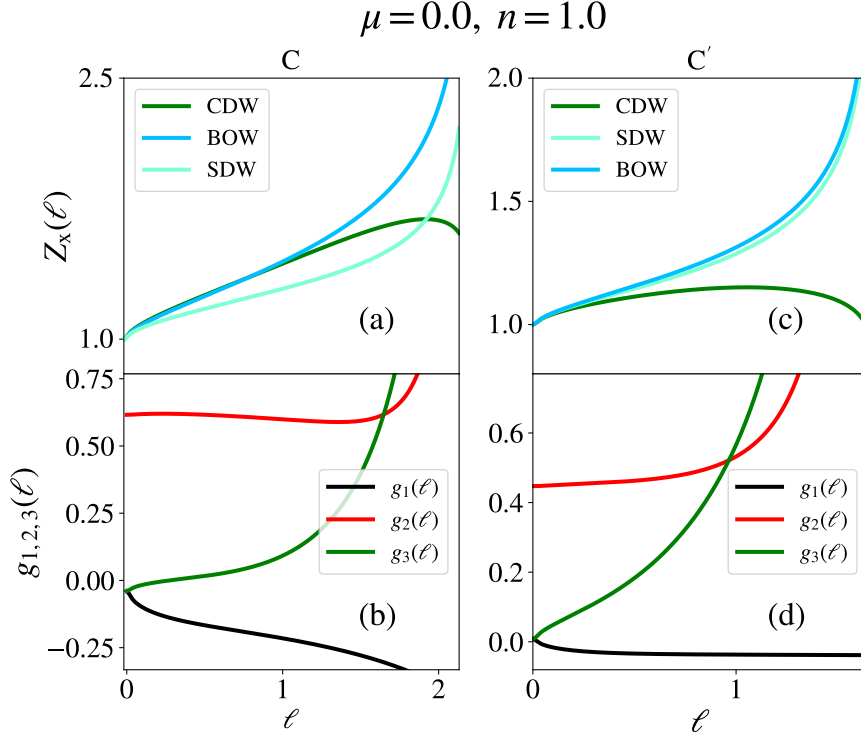 μ = 0.0, n = 1.0
C
2.5
CDW
BOW
SDW
1.0
Z_x(ℓ)
(a)
C′
2.0
CDW
SDW
BOW
1.5
1.0
(c)
0.75
0.50
0.25
0.00
−0.25
g_{1,2,3}(ℓ)
g_1(ℓ)
g_2(ℓ)
g_3(ℓ)
(b)
0
1
2
ℓ
0.6
0.4
0.2
0.0
g_1(ℓ)
g_2(ℓ)
g_3(ℓ)
(d)
0
1
ℓ